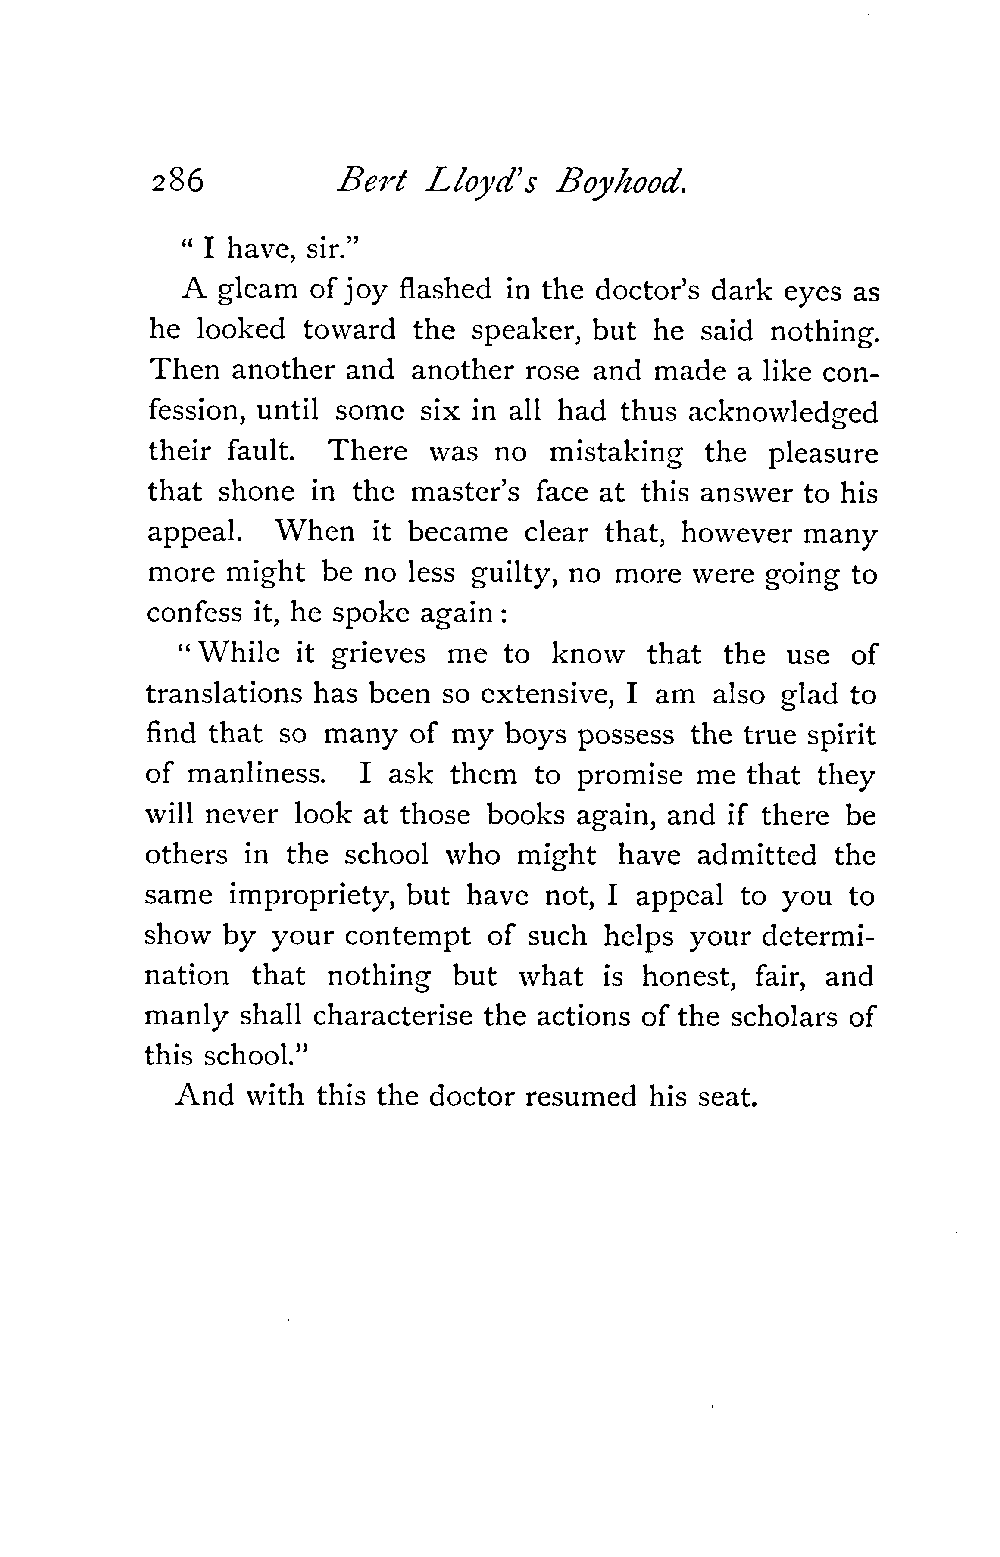 286 Bert Lloyd's Boyhood.
" I have, sir."
A gleam of joy flashed in the doctor's dark eyes as
he looked toward the speaker, but he said nothing.
Then another and another rose and made a like con-
fession, until some six in all had thus acknowledged
their fault. There was no mistaking the pleasure
that shone in the master's face at this answer to his
appeal. When it became clear that, however many
more might be no less guilty, no more were going to
confess it, he spoke again :
"While it grieves me to know that the use of
translations has been so extensive, I am also glad to
find that so many of my boys possess the true spirit
of manliness. I ask them to promise me that they
will never look at those books again, and if there be
others in the school who might have admitted the
same impropriety, but have not, I appeal to you to
show by your contempt of such helps your determi-
nation that nothing but what is honest, fair, and
manly shall characterise the actions of the scholars of
this school."
And with this the doctor resumed his seat.